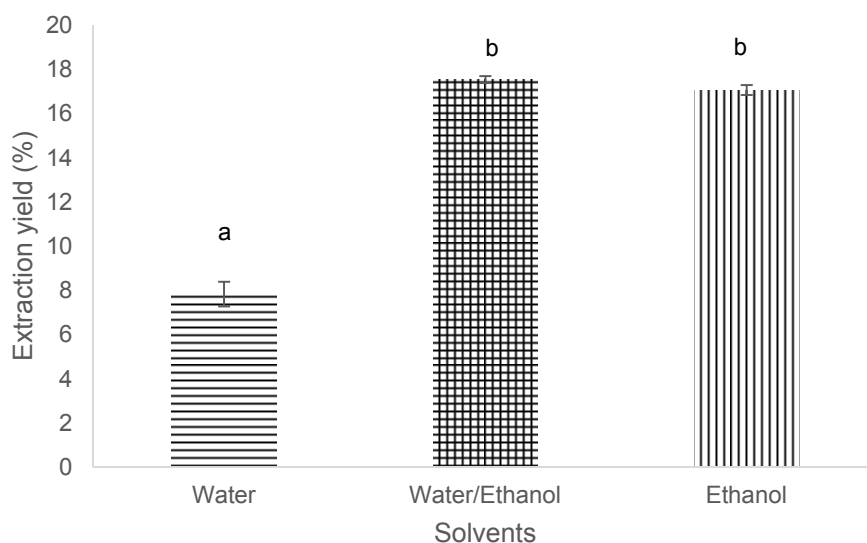 20
18
16
14
12
10
8
6
4
2
0
Extraction yield (%)
a
b
b
Water
Water/Ethanol
Ethanol
Solvents